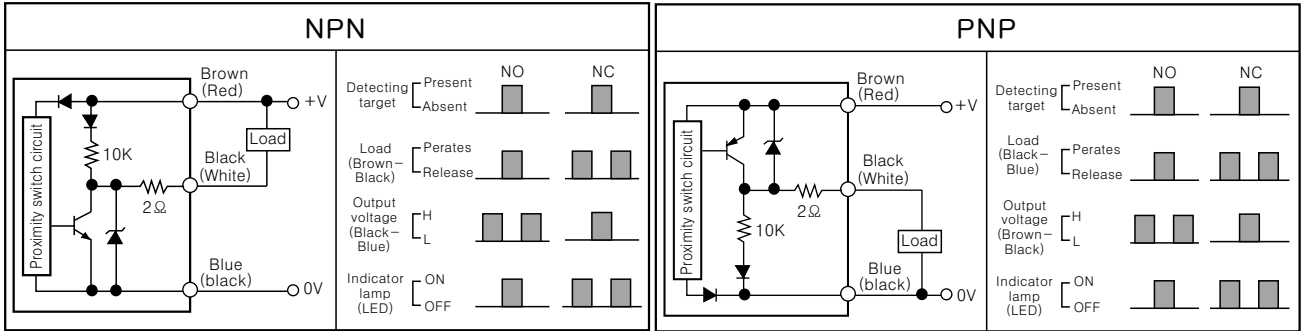 NPN
Proximity switch circuit
10K
2Ω
Brown
(Red)
+V
Load
Black
(White)
Blue
(black)
0V
NO
NC
Detecting
target
Present
Absent
Load
(Brown–
Black)
Perates
Release
Output
voltage
(Black–
Blue)
H
L
Indicator
lamp
(LED)
ON
OFF
PNP
Proximity switch circuit
10K
2Ω
Brown
(Red)
+V
Black
(White)
Load
Blue
(black)
0V
NO
NC
Detecting
target
Present
Absent
Load
(Black–
Blue)
Perates
Release
Output
voltage
(Brown–
Black)
H
L
Indicator
lamp
(LED)
ON
OFF